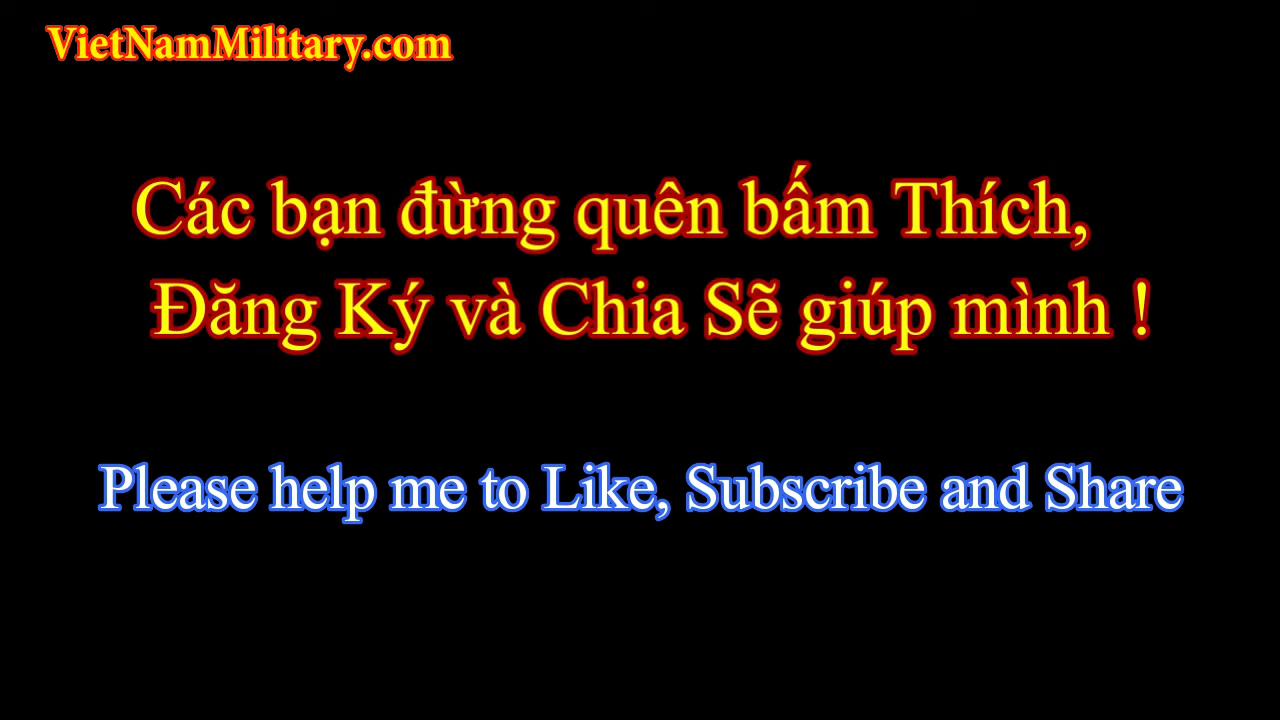 VietNamMilitary.com
Các bạn đừng quên bấm Thích,
Đăng Ký và Chia Sẽ giúp mình !
Please help me to Like, Subscribe and Share